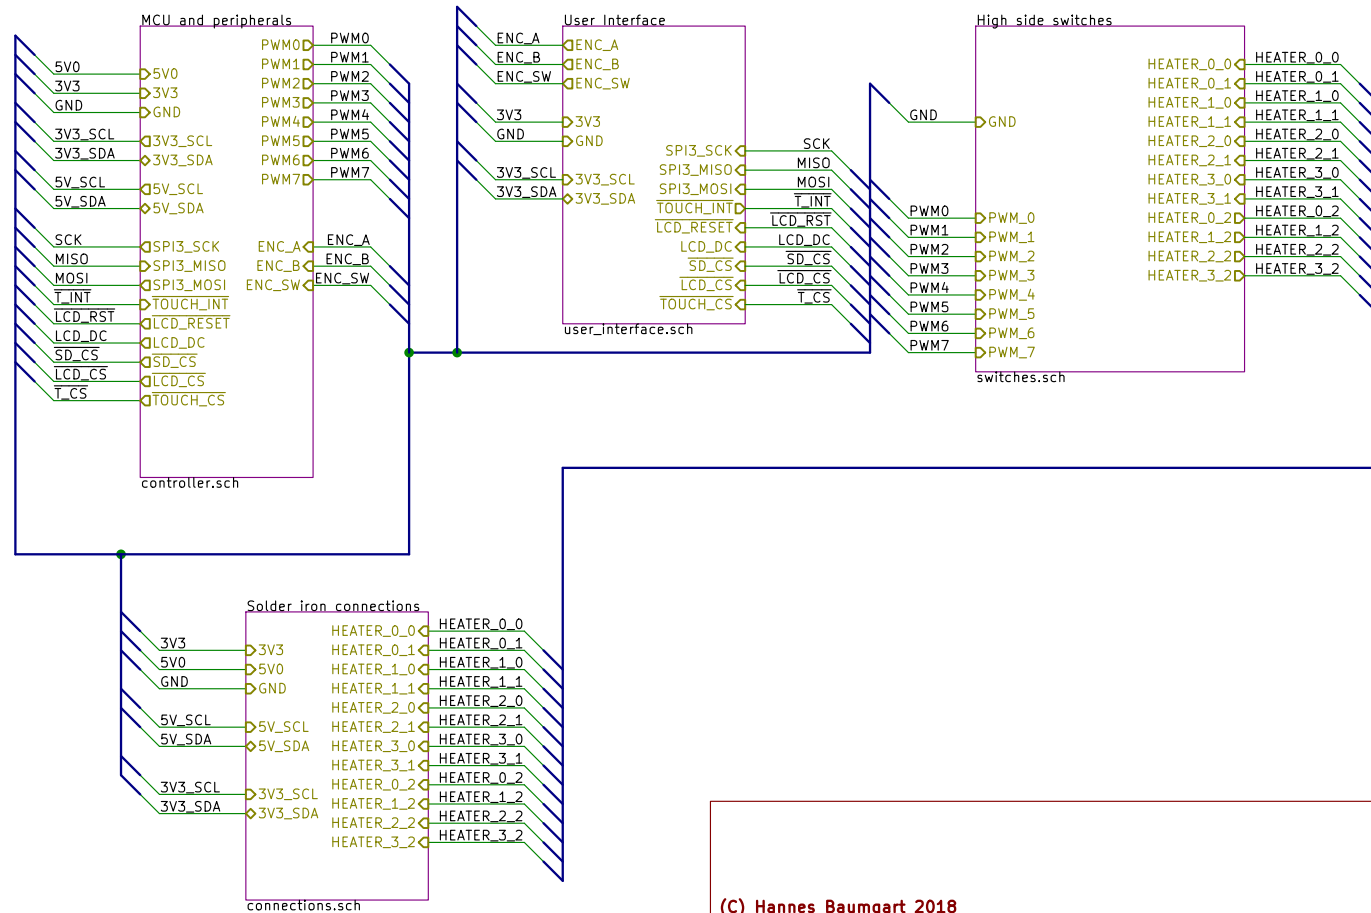 MCU and peripherals
5V0
3V3
GND
3V3_SCL
3V3_SDA
5V_SCL
5V_SDA
SCK
MISO
MOSI
T_INT
LCD_RST
LCD_DC
SD_CS
LCD_CS
T_CS
5V0
3V3
GND
3V3_SCL
3V3_SDA
5V_SCL
5V_SDA
SPI3_SCK
SPI3_MISO
SPI3_MOSI
TOUCH_INT
LCD_RESET
LCD_DC
SD_CS
LCD_CS
TOUCH_CS
PWM0
PWM1
PWM2
PWM3
PWM4
PWM5
PWM6
PWM7
ENC_A
ENC_B
ENC_SW
PWM0
PWM1
PWM2
PWM3
PWM4
PWM5
PWM6
PWM7
ENC_A
ENC_B
ENC_SW
controller.sch
User Interface
ENC_A
ENC_B
ENC_SW
3V3
GND
3V3_SCL
3V3_SDA
ENC_A
ENC_B
ENC_SW
3V3
GND
3V3_SCL
3V3_SDA
SPI3_SCK
SPI3_MISO
SPI3_MOSI
TOUCH_INT
LCD_RESET
LCD_DC
SD_CS
LCD_CS
TOUCH_CS
SCK
MISO
MOSI
T_INT
LCD_RST
LCD_DC
SD_CS
LCD_CS
T_CS
user_interface.sch
High side switches
GND
PWM0
PWM1
PWM2
PWM3
PWM4
PWM5
PWM6
PWM7
GND
PWM_0
PWM_1
PWM_2
PWM_3
PWM_4
PWM_5
PWM_6
PWM_7
HEATER_0_0
HEATER_0_1
HEATER_1_0
HEATER_1_1
HEATER_2_0
HEATER_2_1
HEATER_3_0
HEATER_3_1
HEATER_0_2
HEATER_1_2
HEATER_2_2
HEATER_3_2
HEATER_0_0
HEATER_0_1
HEATER_1_0
HEATER_1_1
HEATER_2_0
HEATER_2_1
HEATER_3_0
HEATER_3_1
HEATER_0_2
HEATER_1_2
HEATER_2_2
HEATER_3_2
switches.sch
Solder iron connections
3V3
5V0
GND
5V_SCL
5V_SDA
3V3_SCL
3V3_SDA
3V3
5V0
GND
5V_SCL
5V_SDA
3V3_SCL
3V3_SDA
HEATER_0_0
HEATER_0_1
HEATER_1_0
HEATER_1_1
HEATER_2_0
HEATER_2_1
HEATER_3_0
HEATER_3_1
HEATER_0_2
HEATER_1_2
HEATER_2_2
HEATER_3_2
HEATER_0_0
HEATER_0_1
HEATER_1_0
HEATER_1_1
HEATER_2_0
HEATER_2_1
HEATER_3_0
HEATER_3_1
HEATER_0_2
HEATER_1_2
HEATER_2_2
HEATER_3_2
connections.sch
(C) Hannes Baumgart 2018